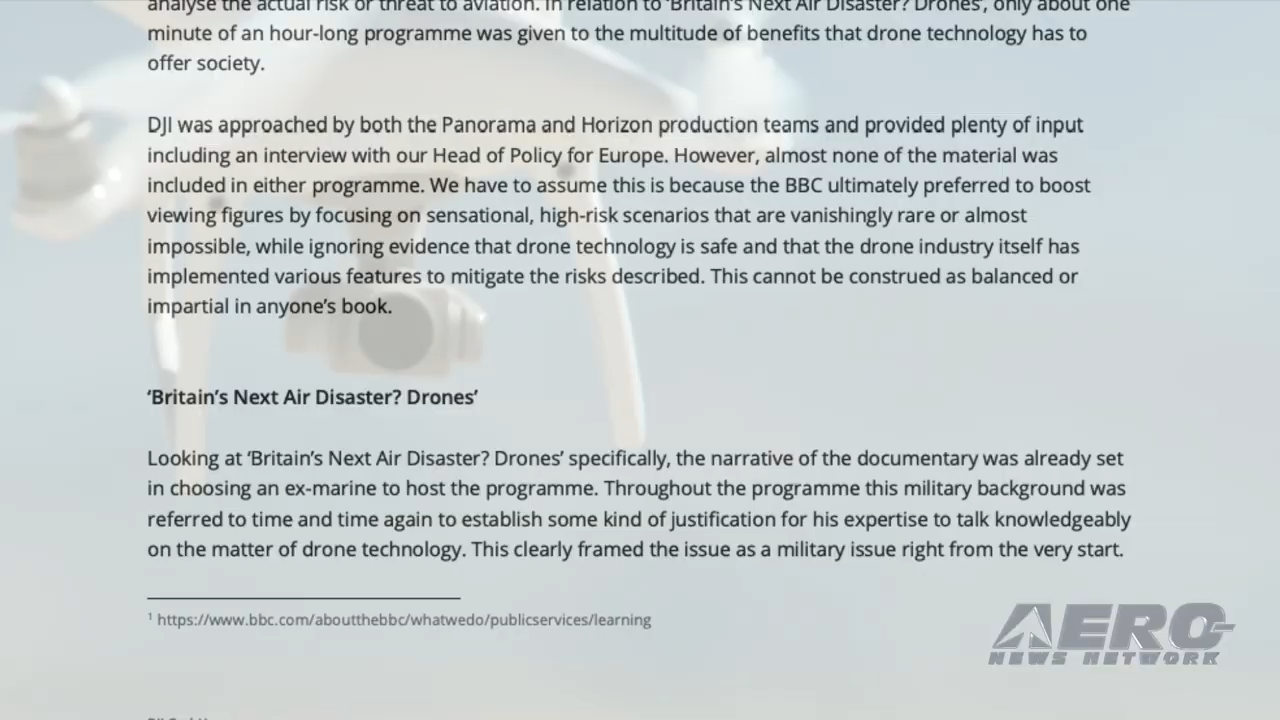 analyse the actual risk or threat to aviation. In relation to ‘Britain’s Next Air Disaster? Drones’, only about one
minute of an hour-long programme was given to the multitude of benefits that drone technology has to
offer society.
DJI was approached by both the Panorama and Horizon production teams and provided plenty of input
including an interview with our Head of Policy for Europe. However, almost none of the material was
included in either programme. We have to assume this is because the BBC ultimately preferred to boost
viewing figures by focusing on sensational, high-risk scenarios that are vanishingly rare or almost
impossible, while ignoring evidence that drone technology is safe and that the drone industry itself has
implemented various features to mitigate the risks described. This cannot be construed as balanced or
impartial in anyone’s book.
‘Britain’s Next Air Disaster? Drones’
Looking at ‘Britain’s Next Air Disaster? Drones’ specifically, the narrative of the documentary was already set
in choosing an ex-marine to host the programme. Throughout the programme this military background was
referred to time and time again to establish some kind of justification for his expertise to talk knowledgeably
on the matter of drone technology. This clearly framed the issue as a military issue right from the very start.
¹ https://www.bbc.com/aboutthebbc/whatwedo/publicservices/learning
AERO
NEWS NETWORK